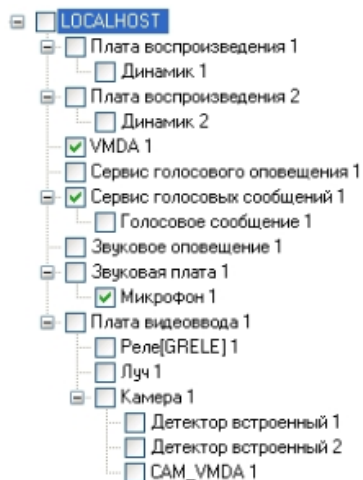 LOCALHOST
Плата воспроизведения 1
Динамик 1
Плата воспроизведения 2
Динамик 2
VMDA 1
Сервис голосового оповещения 1
Сервис голосовых сообщений 1
Голосовое сообщение 1
Звуковое оповещение 1
Звуковая плата 1
Микрофон 1
Плата видеоввода 1
Реле[GRELE] 1
Луч 1
Камера 1
Детектор встроенный 1
Детектор встроенный 2
CAM_VMDA 1